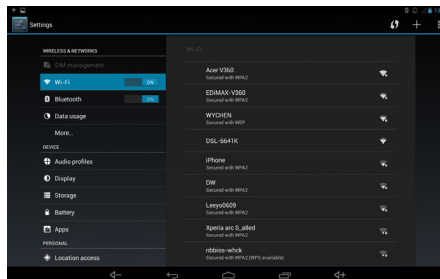 Settings
WIRELESS & NETWORKS
SIM management
Wi-Fi
ON
Bluetooth
ON
Data usage
More...
DEVICE
Audio profiles
Display
Storage
Battery
Apps
PERSONAL
Location access
WI-FI
Acer V360
Secured with WPA2
EDiMAX-V360
Secured with WPA2
WYCHEN
Secured with WEP
DSL-6641K
iPhone
Secured with WPA2
DW
Secured with WPA2
Leeyo0609
Secured with WPA2
Xperia arc S_a8ed
Secured with WPA2
nbbios-whck
Secured with WPA2 (WPS available)